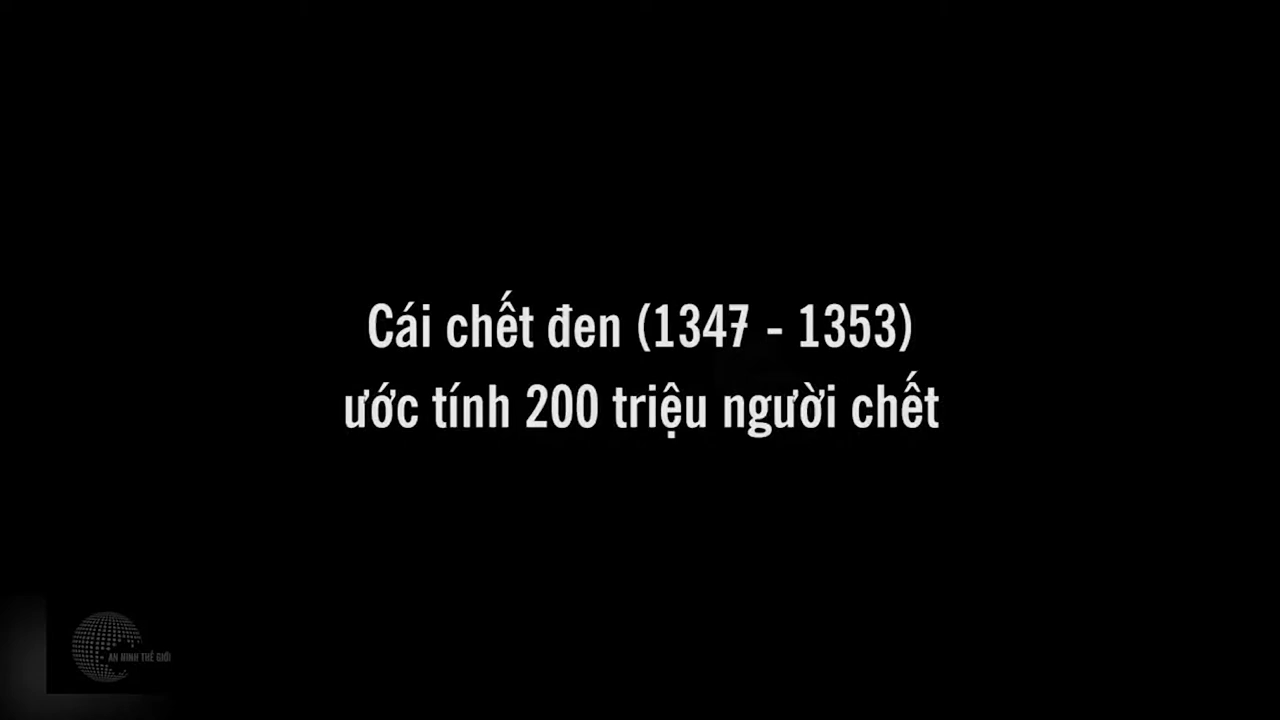 Cái chết đen (1347 - 1353)
ước tính 200 triệu người chết
AN NINH THẾ GIỚI